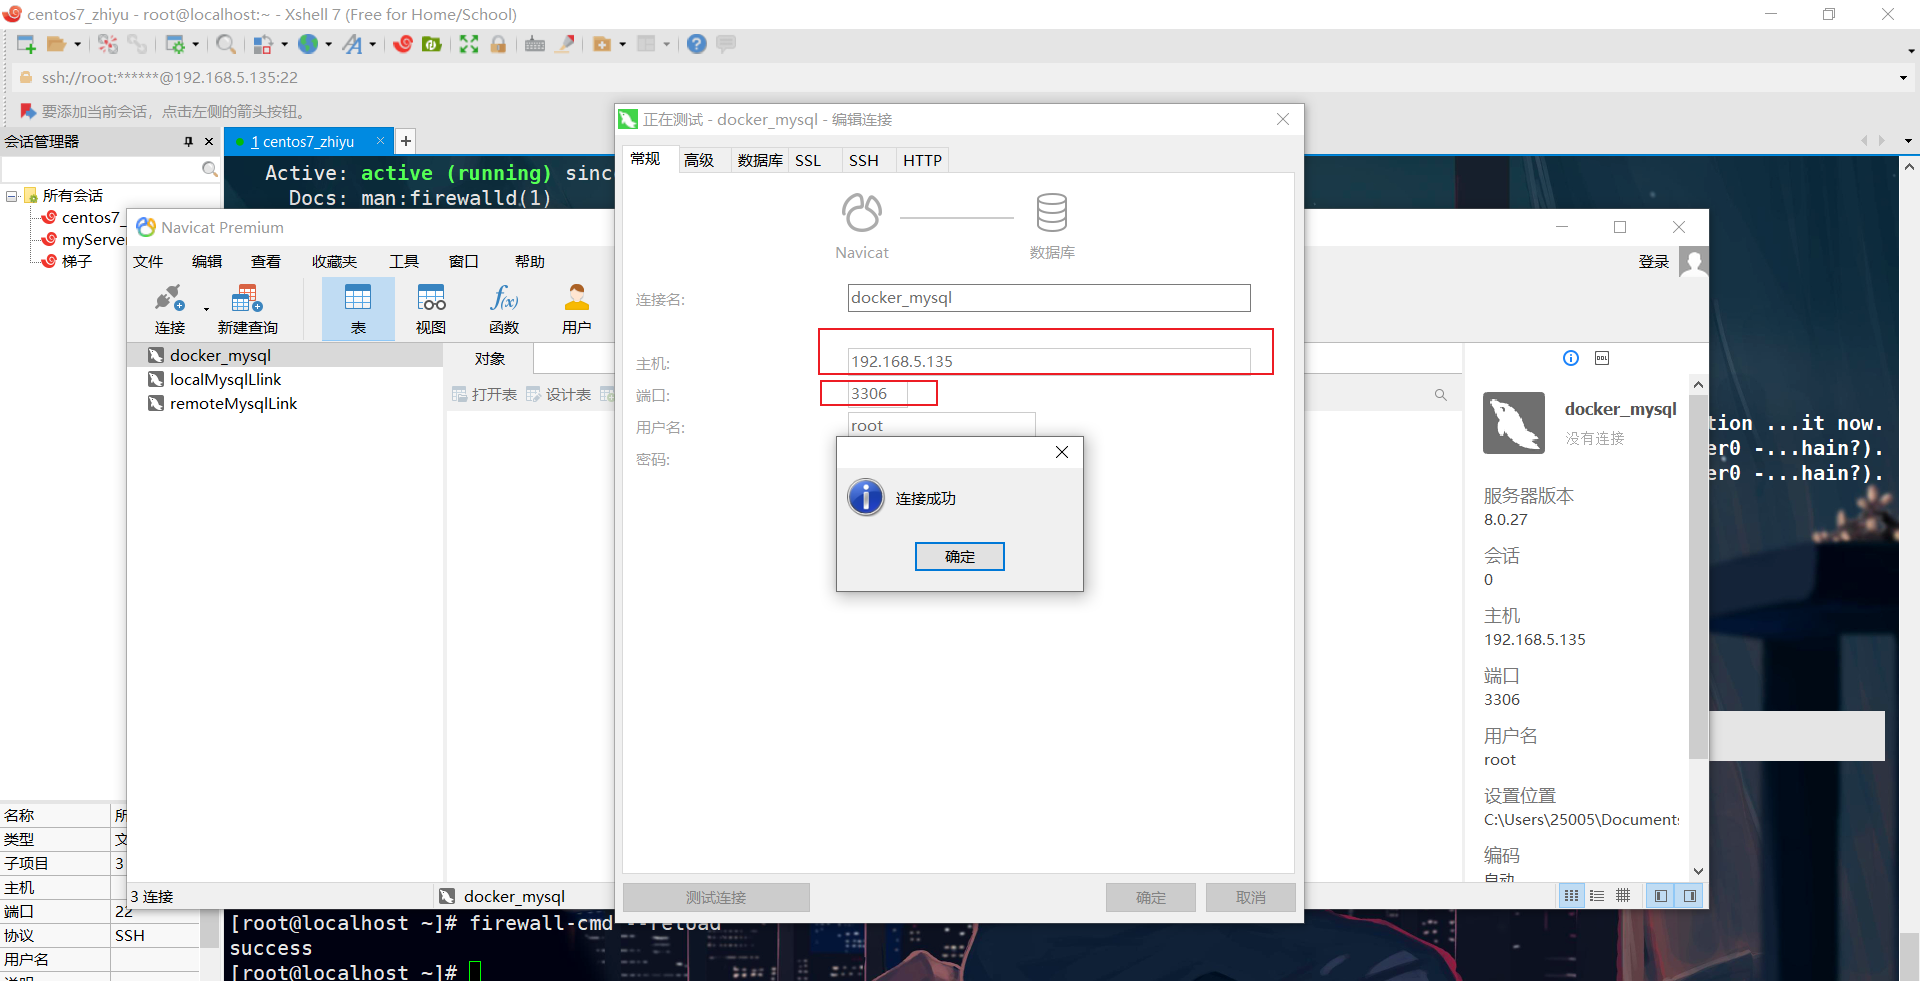 centos7_zhiyu - root@localhost:~ - Xshell 7 (Free for Home/School)
ssh://root:******@192.168.5.135:22
要添加当前会话，点击左侧的箭头按钮。
会话管理器
1 centos7_zhiyu
所有会话
centos7_
myServer
梯子
Active: active (running) sinc
Docs: man:firewalld(1)
Navicat Premium
文件 编辑 查看 收藏夹 工具 窗口 帮助
登录
连接 新建查询 表 视图 函数 用户
docker_mysql
localMysqlLlink
remoteMysqlLink
对象
打开表 设计表
正在测试 - docker_mysql - 编辑连接
常规 高级 数据库 SSL SSH HTTP
Navicat
数据库
连接名: docker_mysql
主机: 192.168.5.135
端口: 3306
用户名: root
密码:
连接成功
确定
测试连接 确定 取消
docker_mysql
没有连接
服务器版本
8.0.27
会话
0
主机
192.168.5.135
端口
3306
用户名
root
设置位置
C:\Users\25005\Document
编码
自动
tion ...it now.
er0 -...hain?).
er0 -...hain?).
3 连接
docker_mysql
名称 所
类型 文
子项目 3
主机
端口 22
协议 SSH
用户名
说明
[root@localhost ~]# firewall-cmd --reload
success
[root@localhost ~]#